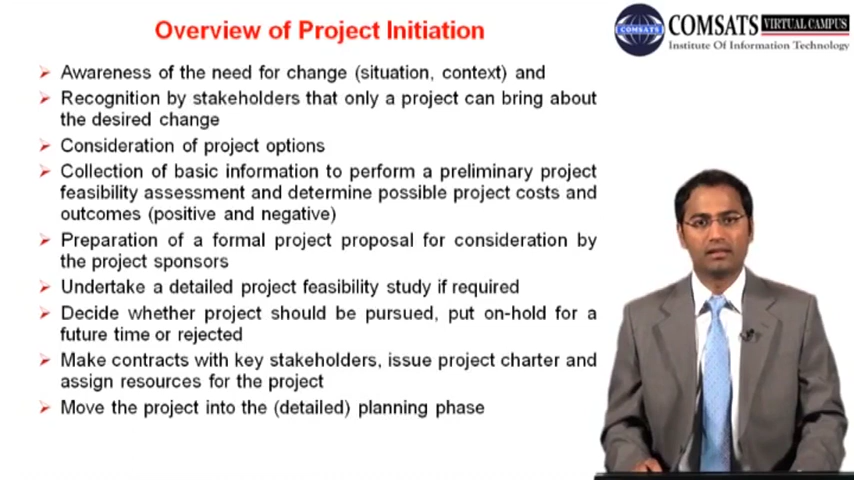 Overview of Project Initiation
COMSATS
COMSATS VIRTUAL CAMPUS
Institute Of Information Technology
➢ Awareness of the need for change (situation, context) and
➢ Recognition by stakeholders that only a project can bring about
the desired change
➢ Consideration of project options
➢ Collection of basic information to perform a preliminary project
feasibility assessment and determine possible project costs and
outcomes (positive and negative)
➢ Preparation of a formal project proposal for consideration by
the project sponsors
➢ Undertake a detailed project feasibility study if required
➢ Decide whether project should be pursued, put on-hold for a
future time or rejected
➢ Make contracts with key stakeholders, issue project charter and
assign resources for the project
➢ Move the project into the (detailed) planning phase